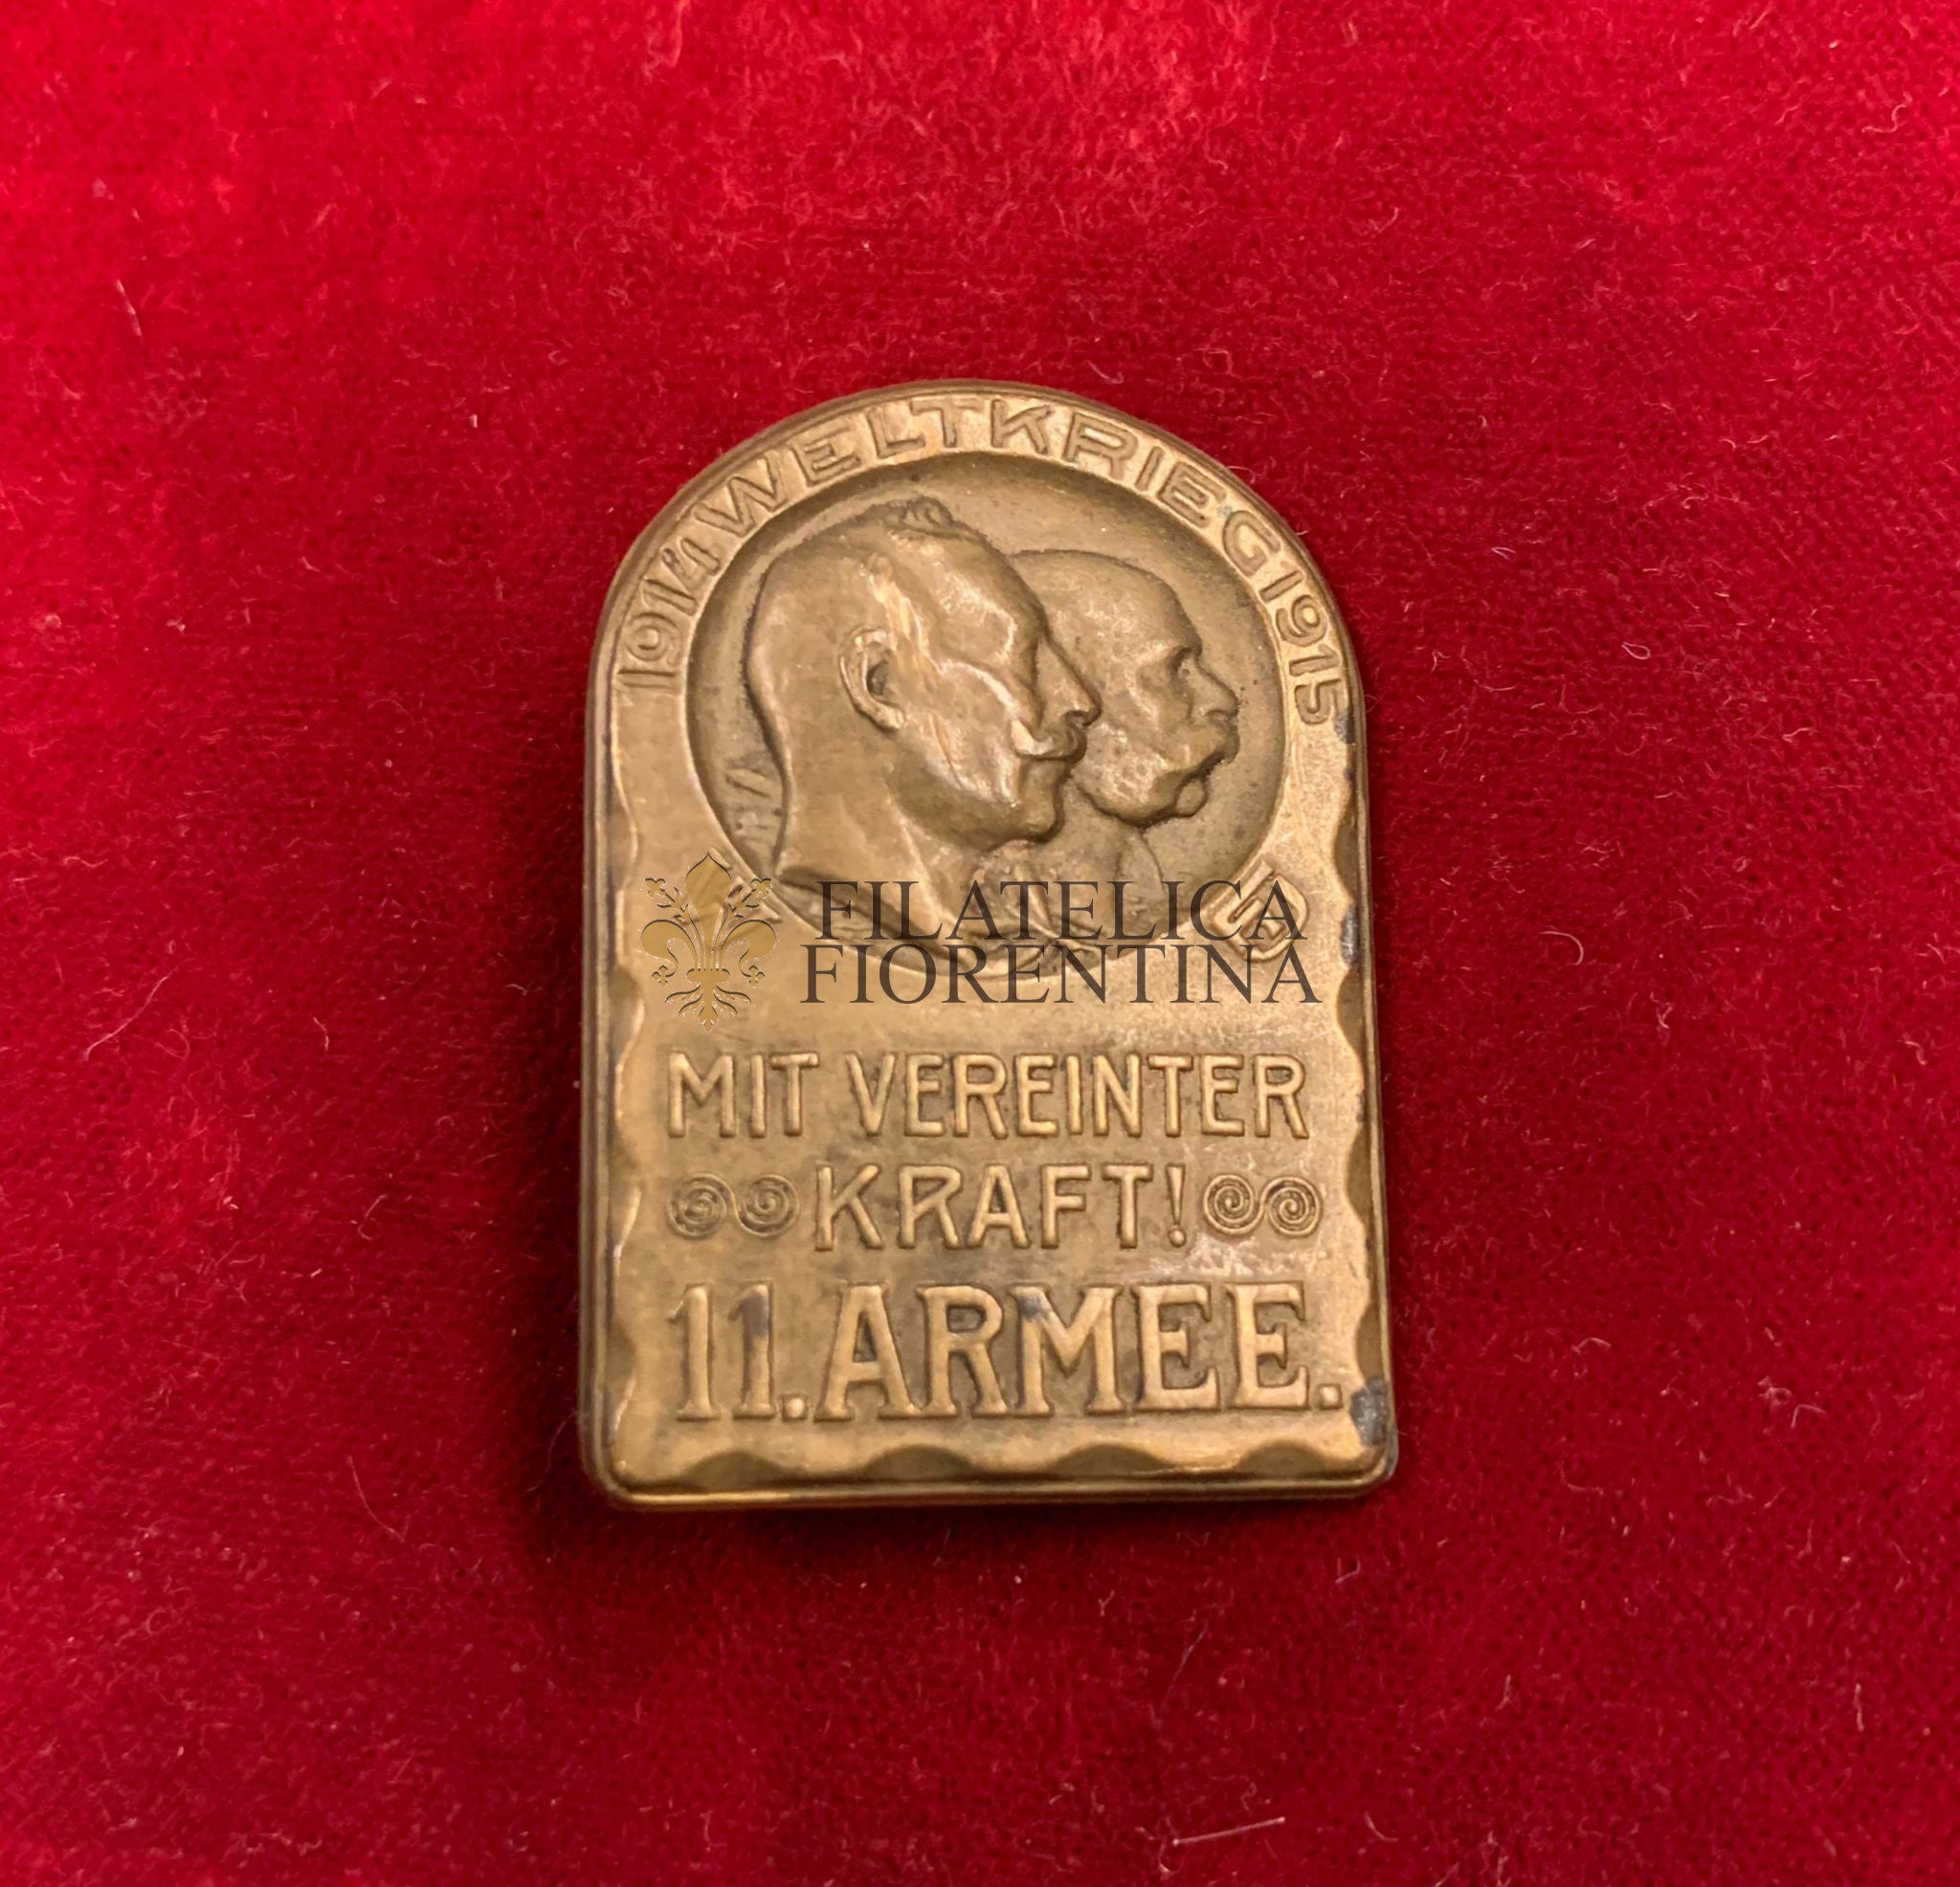 1914 WELTKRIEG 1915
FILATELICA
FIORENTINA
MIT VEREINTER
KRAFT!
11. ARMEE.